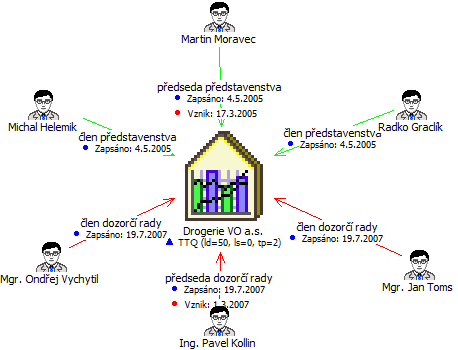 Martin Moravec
předseda představenstva
Zapsáno: 4.5.2005
Vznik: 17.3.2005
Michal Helemik
člen představenstva
Zapsáno: 4.5.2005
Radko Graclík
člen představenstva
Zapsáno: 4.5.2005
Drogerie VO a.s.
TTQ (ld=50, ls=0, tp=2)
člen dozorčí rady
Zapsáno: 19.7.2007
Mgr. Ondřej Vychytil
člen dozorčí rady
Zapsáno: 19.7.2007
Mgr. Jan Toms
předseda dozorčí rady
Zapsáno: 19.7.2007
Vznik: 1.3.2007
Ing. Pavel Kollin